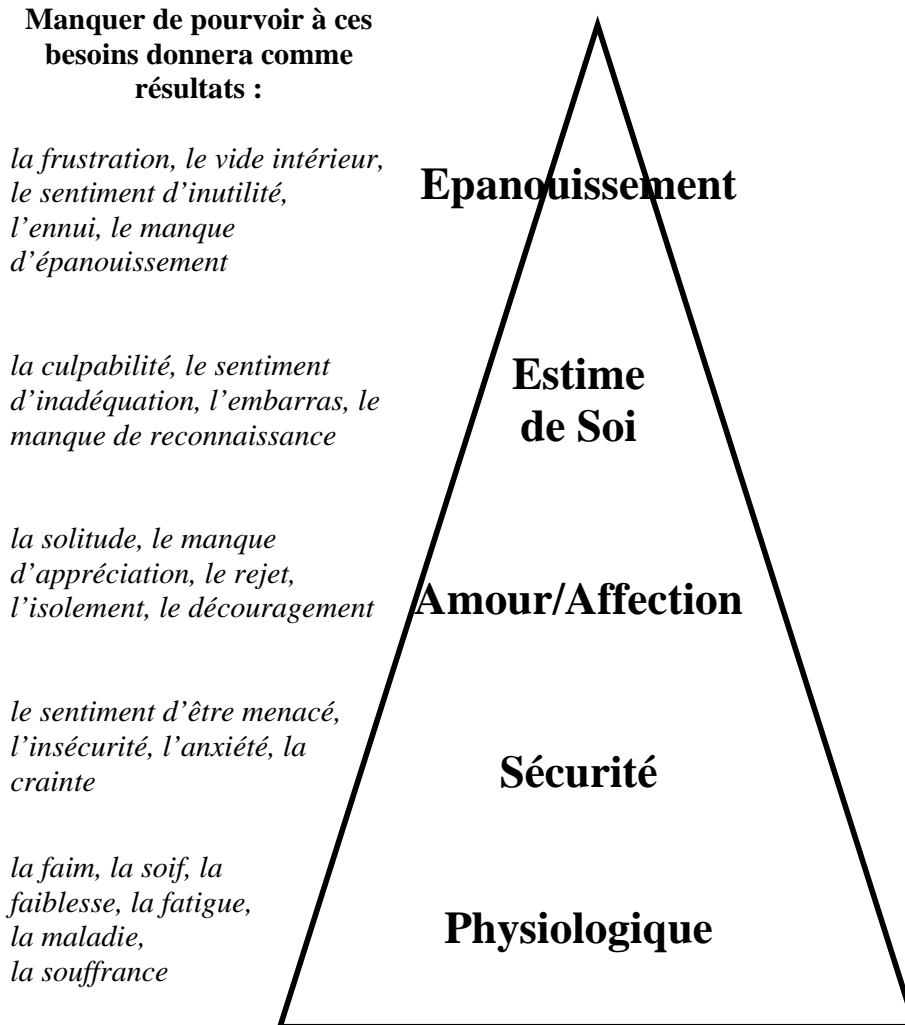 Manquer de pourvoir à ces
besoins donnera comme
résultats :
la frustration, le vide intérieur,
le sentiment d’inutilité,
l’ennui, le manque
d’épanouissement
Epanouissement
la culpabilité, le sentiment
d’inadéquation, l’embarras, le
manque de reconnaissance
Estime
de Soi
la solitude, le manque
d’appréciation, le rejet,
l’isolement, le découragement
Amour/Affection
le sentiment d’être menacé,
l’insécurité, l’anxiété, la
crainte
Sécurité
la faim, la soif, la
faiblesse, la fatigue,
la maladie,
la souffrance
Physiologique